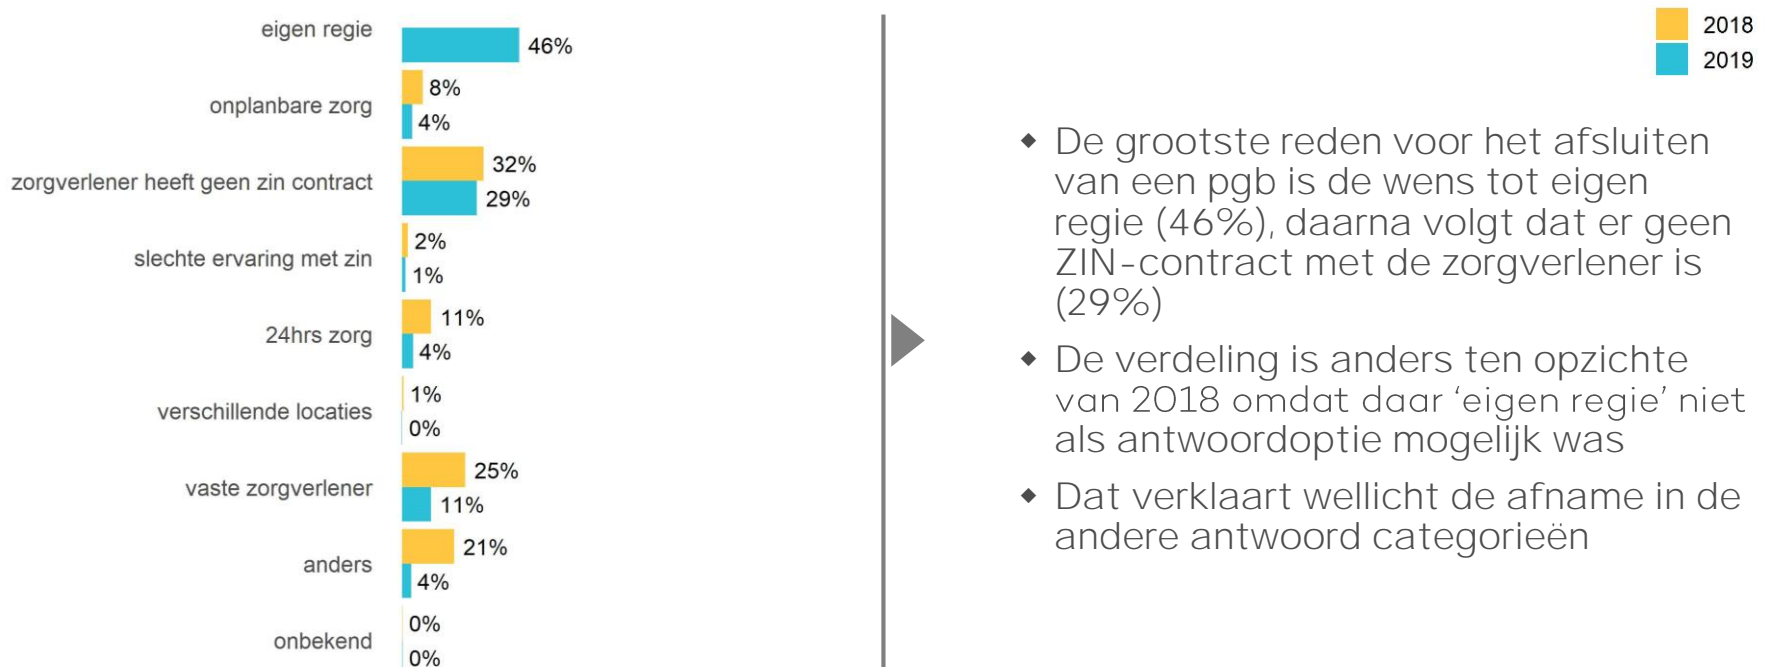 eigen regie
46%
onplanbare zorg
8%
4%
zorgverlener heeft geen zin contract
32%
29%
slechte ervaring met zin
2%
1%
24hrs zorg
11%
4%
verschillende locaties
1%
0%
vaste zorgverlener
25%
11%
anders
21%
4%
onbekend
0%
0%
2018
2019
◆ De grootste reden voor het afsluiten
van een pgb is de wens tot eigen
regie (46%), daarna volgt dat er geen
ZIN-contract met de zorgverlener is
(29%)
◆ De verdeling is anders ten opzichte
van 2018 omdat daar ‘eigen regie’ niet
als antwoordoptie mogelijk was
◆ Dat verklaart wellicht de afname in de
andere antwoord categorieën